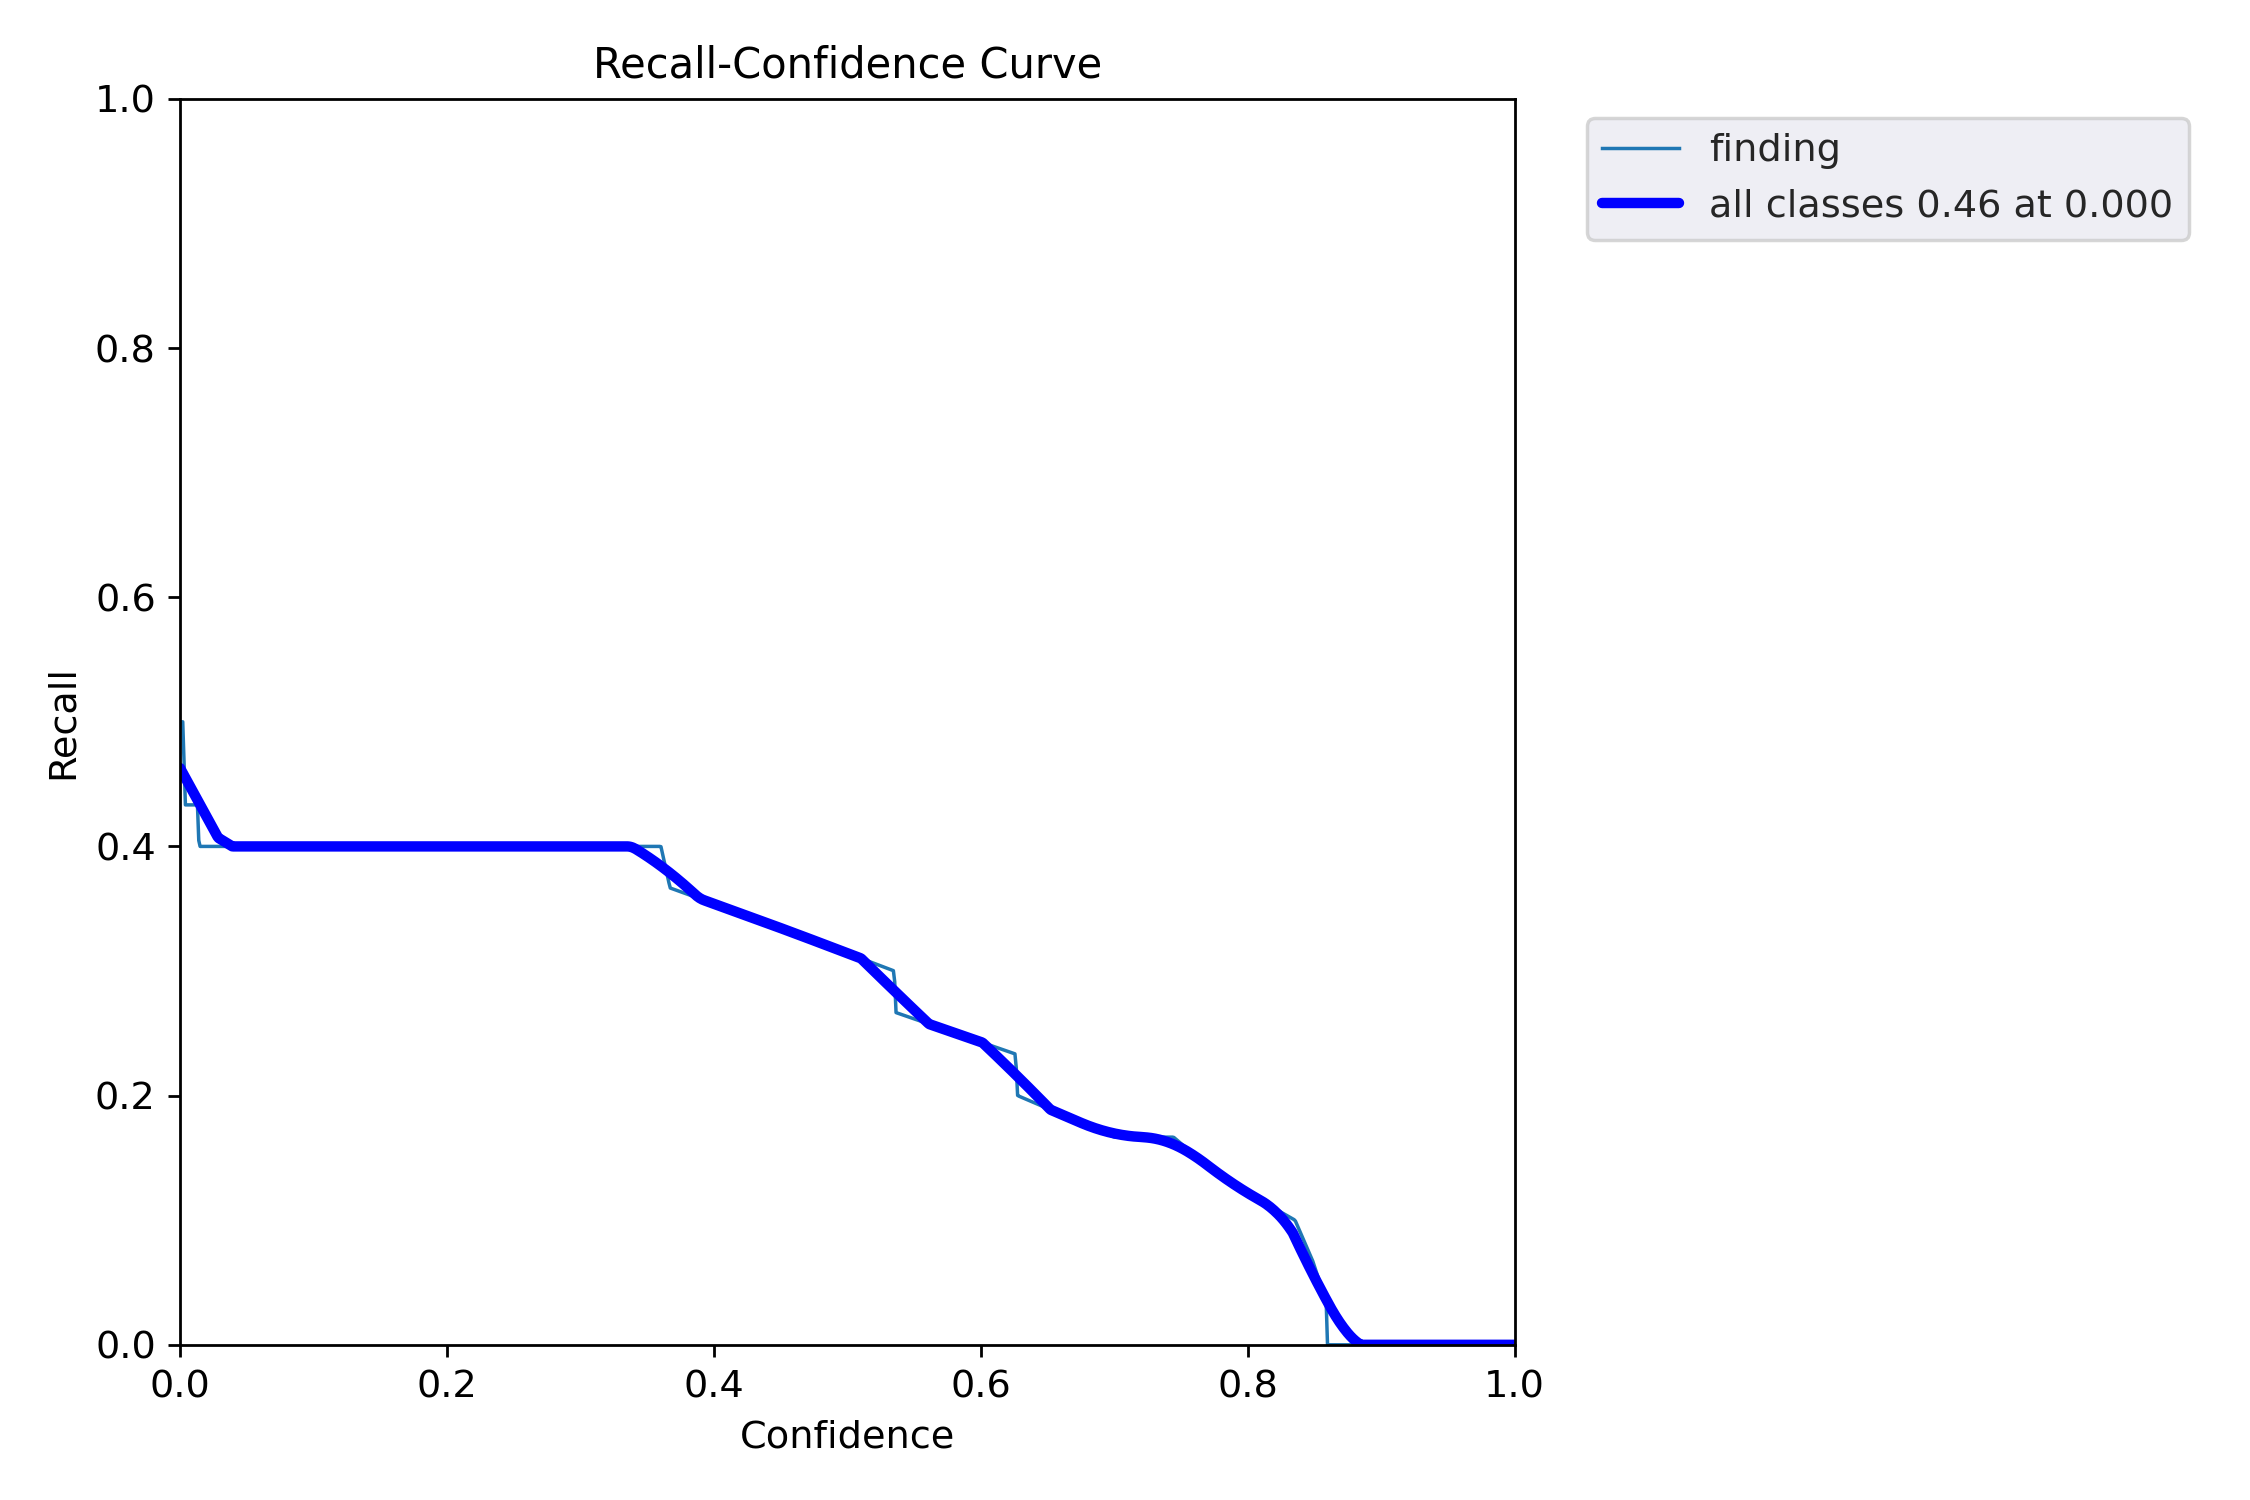 Recall-Confidence Curve
1.0
0.8
0.6
0.4
0.2
0.0
Recall
0.0 0.2 0.4 0.6 0.8 1.0
Confidence
finding
all classes 0.46 at 0.000